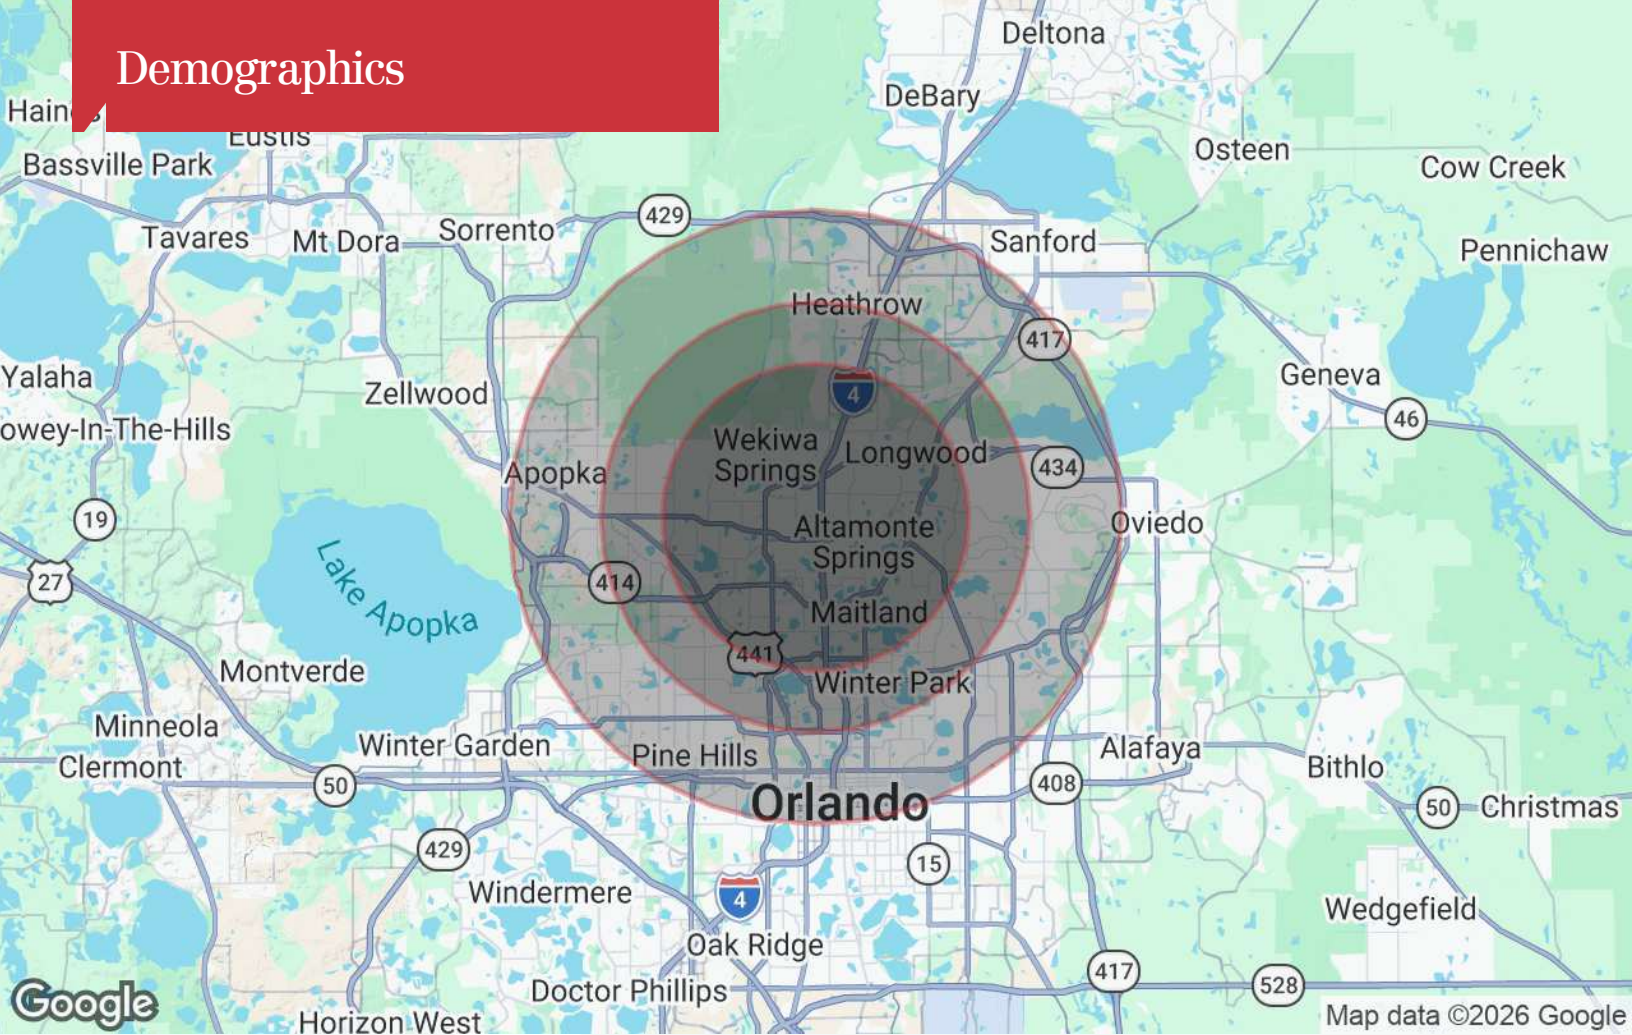 Demographics
Deltona
DeBary
Eustis
Osteen
Bassville Park
Cow Creek
429
Tavares
Mt Dora
Sorrento
Sanford
Pennichaw
Heathrow
417
Yalaha
Zellwood
4
Geneva
46
owey-In-The-Hills
Wekiwa
Springs
Longwood
434
Apopka
19
Altamonte
Springs
Oviedo
27
Lake Apopka
414
Maitland
441
Montverde
Winter Park
Minneola
Winter Garden
Pine Hills
Alafaya
Clermont
50
Bithlo
408
Orlando
50
Christmas
429
15
Windermere
4
Wedgefield
Oak Ridge
417
Doctor Phillips
528
Google
Horizon West
Map data ©2026 Google